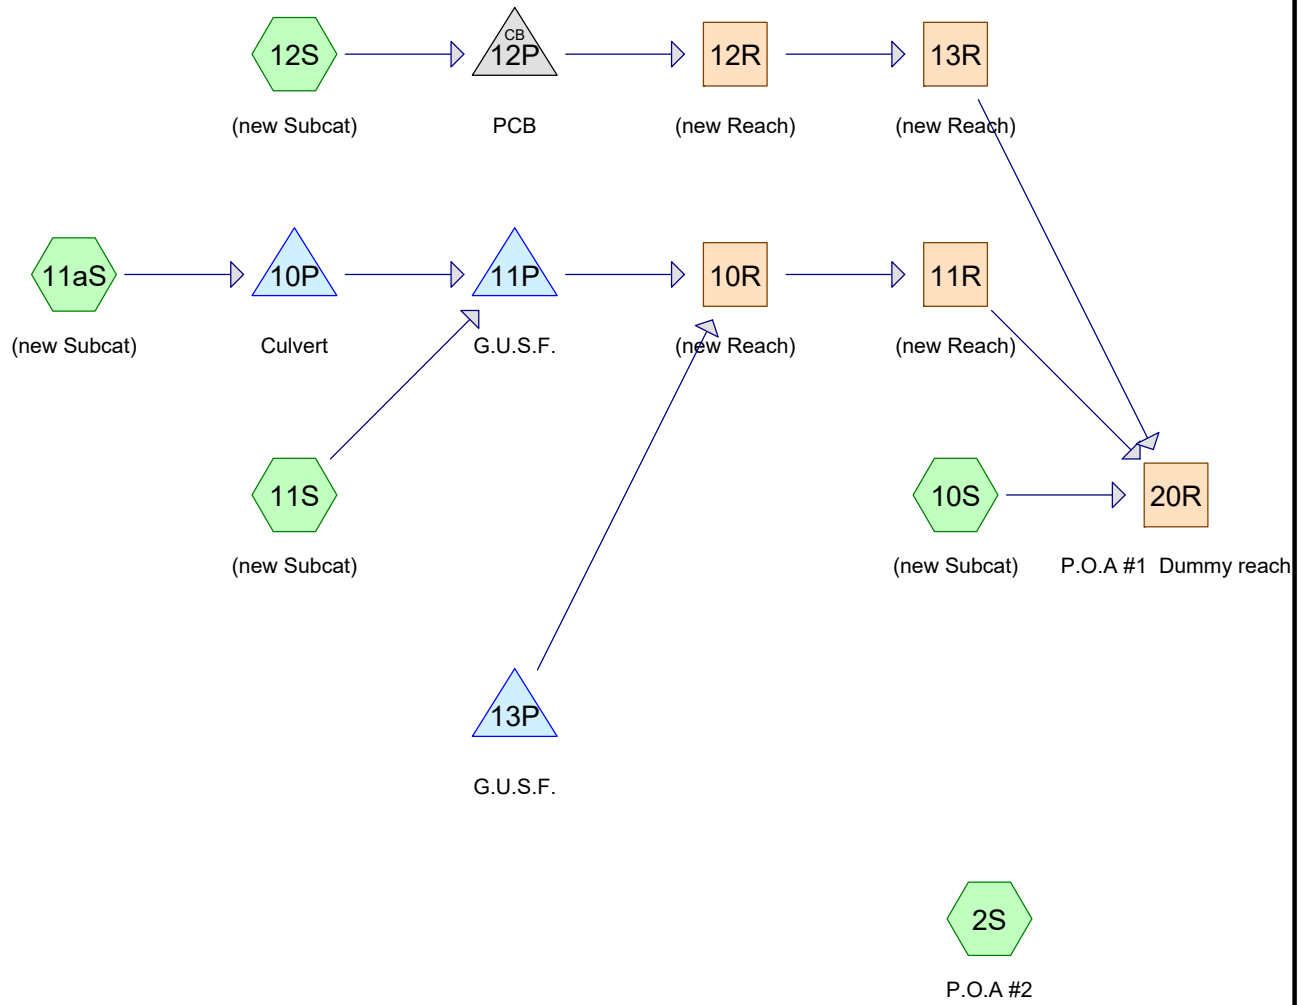 12S
CB
12P
12R
13R
(new Subcat)
PCB
(new Reach)
(new Reach)
11aS
10P
11P
10R
11R
(new Subcat)
Culvert
G.U.S.F.
(new Reach)
(new Reach)
11S
10S
20R
(new Subcat)
(new Subcat)
P.O.A #1  Dummy reach
13P
G.U.S.F.
2S
P.O.A #2